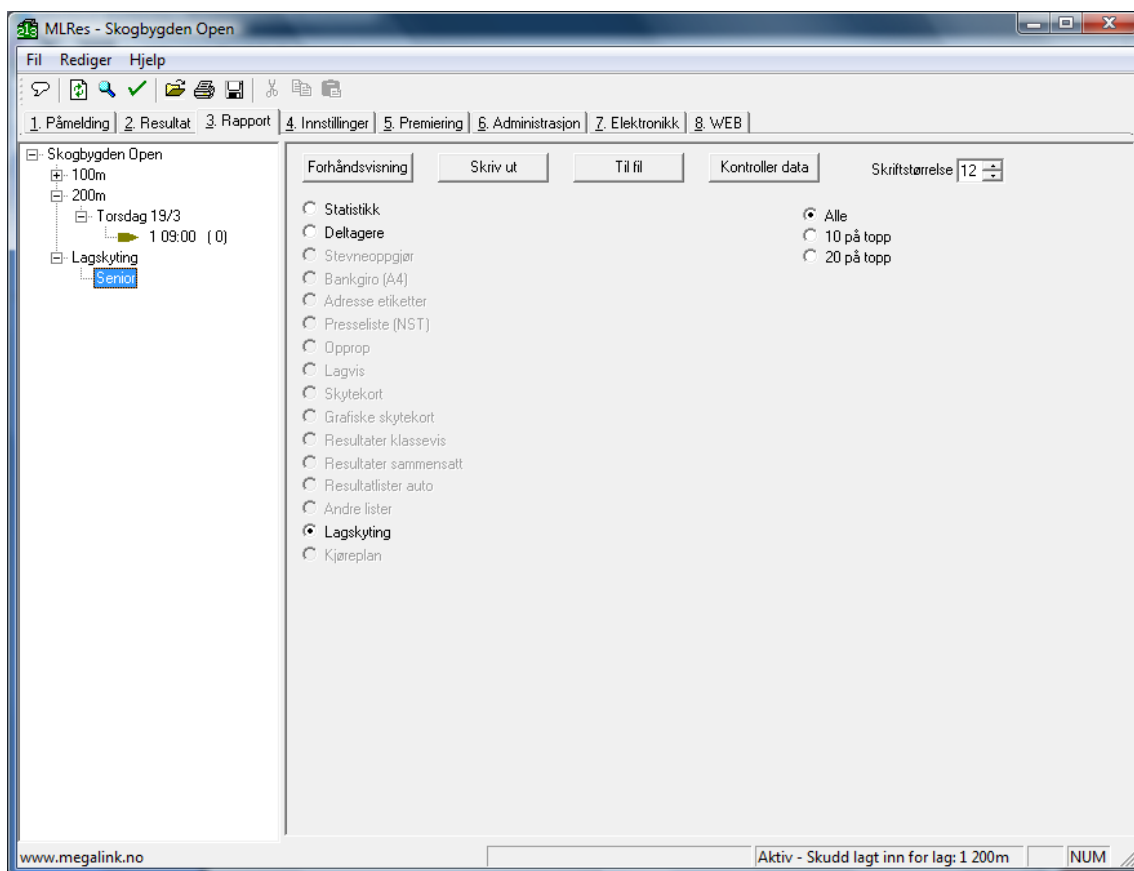 MLRes - Skogbygden Open
Fil Rediger Hjelp
1. Påmelding 2. Resultat 3. Rapport 4. Innstillinger 5. Premiering 6. Administrasjon 7. Elektronikk 8. WEB
Skogbygden Open
100m
200m
Torsdag 19/3
1 09:00 ( 0)
Lagskyting
Senior
Forhåndsvisning Skriv ut Til fil Kontroller data Skriftstørrelse 12
Statistikk
Deltagere
Stevneoppgjør
Bankgiro (A4)
Adresse etiketter
Presseliste (NST)
Opprop
Lagvis
Skytekort
Grafiske skytekort
Resultater klassevis
Resultater sammensatt
Resultatlister auto
Andre lister
Lagskyting
Kjøreplan
Alle
10 på topp
20 på topp
www.megalink.no Aktiv - Skudd lagt inn for lag: 1 200m NUM